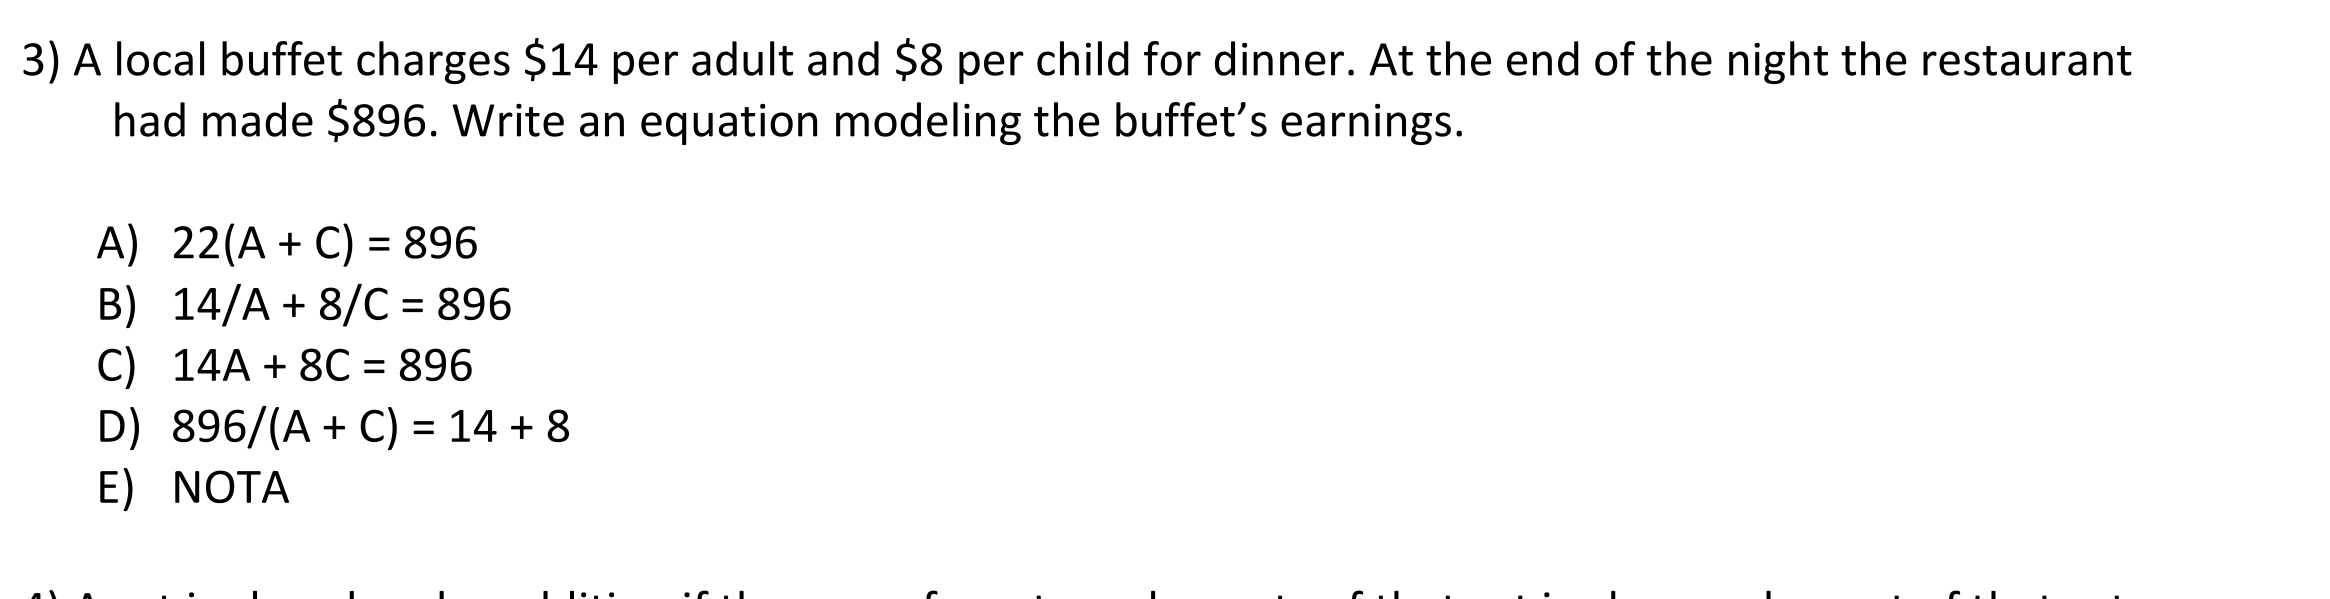 3) A local buffet charges $14 per adult and $8 per child for dinner. At the end of the night the restaurant
had made $896. Write an equation modeling the buffet’s earnings.
A) 22(A + C) = 896
B) 14/A + 8/C = 896
C) 14A + 8C = 896
D) 896/(A + C) = 14 + 8
E) NOTA